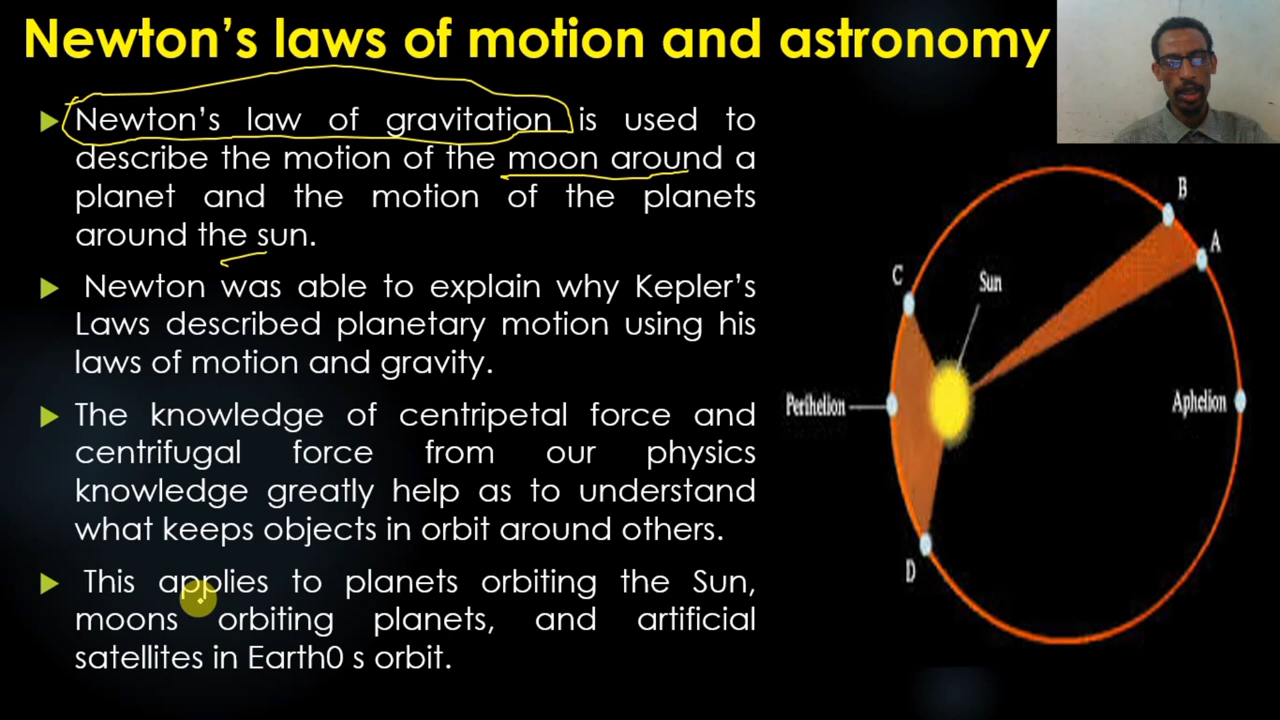 Newton’s laws of motion and astronomy
Newton’s law of gravitation is used to
describe the motion of the moon around a
planet and the motion of the planets
around the sun.
Newton was able to explain why Kepler’s
Laws described planetary motion using his
laws of motion and gravity.
The knowledge of centripetal force and
centrifugal force from our physics
knowledge greatly help as to understand
what keeps objects in orbit around others.
This applies to planets orbiting the Sun,
moons orbiting planets, and artificial
satellites in Earth0 s orbit.
B
A
C
Sun
Perihelion
Aphelion
D